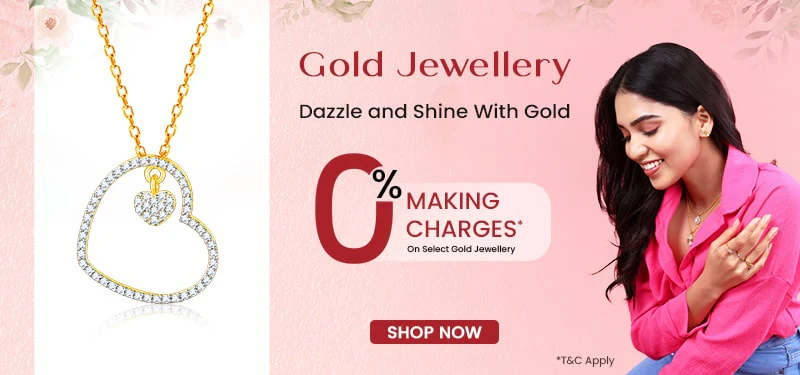 Gold Jewellery
Dazzle and Shine With Gold
0%
MAKING
CHARGES*
On Select Gold Jewellery
SHOP NOW
*T&C Apply